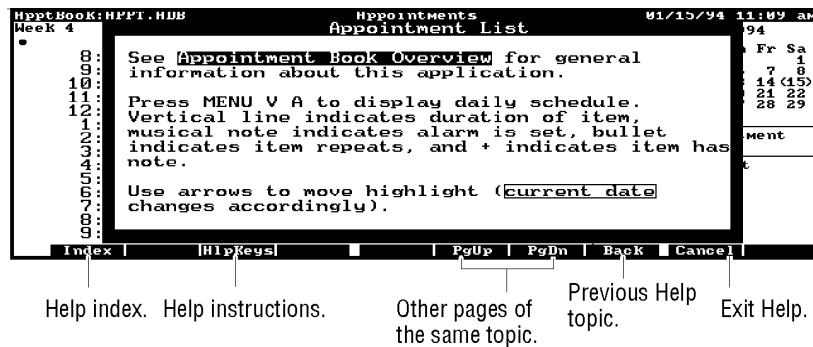 ApptBook:APPT.ADB Appointments 01/15/94 11:09 am
Week 4 Appointment List 94
Fr Sa
1
7 8
14 (15)
21 22
28 29
8:
9:
10:
11:
12:
1:
2:
3:
4:
5:
6:
7:
8:
9:
See Appointment Book Overview for general
information about this application.
Press MENU V A to display daily schedule.
Vertical line indicates duration of item,
musical note indicates alarm is set, bullet
indicates item repeats, and + indicates item has
note.
Use arrows to move highlight (current date
changes accordingly).
ment
t
Index HlpKeys PgUp PgDn Back Cancel
Help index. Help instructions. Other pages of
the same topic. Previous Help
topic. Exit Help.